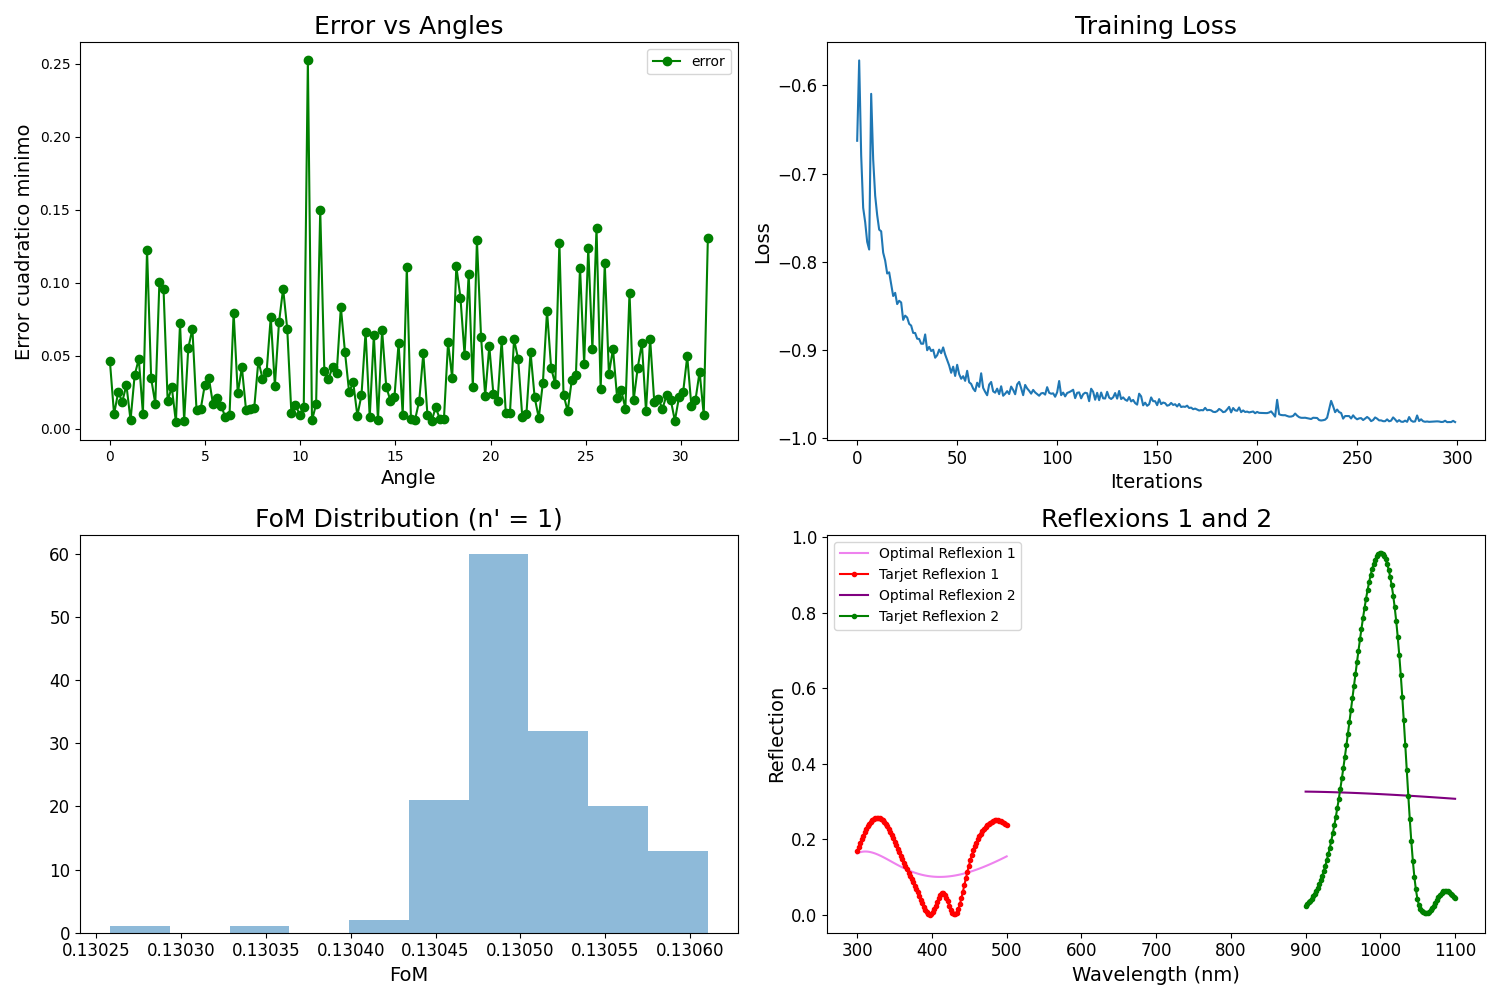 Error vs Angles
error
Error cuadratico minimo
0.25
0.20
0.15
0.10
0.05
0.00
0 5 10 15 20 25 30
Angle
Training Loss
Loss
−0.6
−0.7
−0.8
−0.9
−1.0
0 50 100 150 200 250 300
Iterations
FoM Distribution (n' = 1)
60
50
40
30
20
10
0
0.13025 0.13030 0.13035 0.13040 0.13045 0.13050 0.13055 0.13060
FoM
Reflexions 1 and 2
Optimal Reflexion 1
Tarjet Reflexion 1
Optimal Reflexion 2
Tarjet Reflexion 2
Reflection
1.0
0.8
0.6
0.4
0.2
0.0
300 400 500 600 700 800 900 1000 1100
Wavelength (nm)